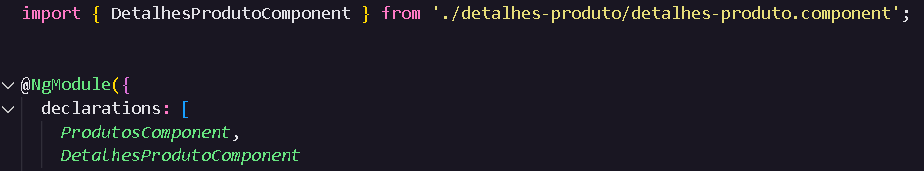 import { DetalhesProdutoComponent } from './detalhes-produto/detalhes-produto.component';
@NgModule({
declarations: [
ProdutosComponent,
DetalhesProdutoComponent